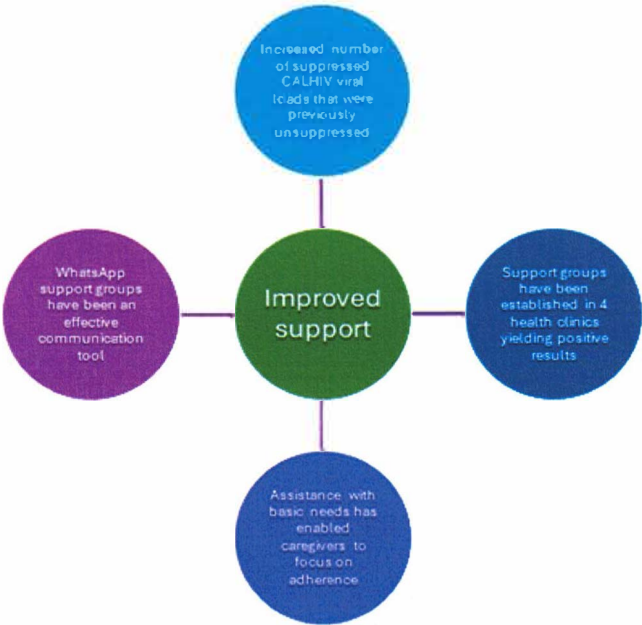 Increased number
of suppressed
CALHIV viral
loads that were
previously
unsuppressed
WhatsApp
support groups
have been an
effective
communication
tool
Improved
support
Support groups
have been
established in 4
health clinics
yielding positive
results
Assistance with
basic needs has
enabled
caregivers to
focus on
adherence